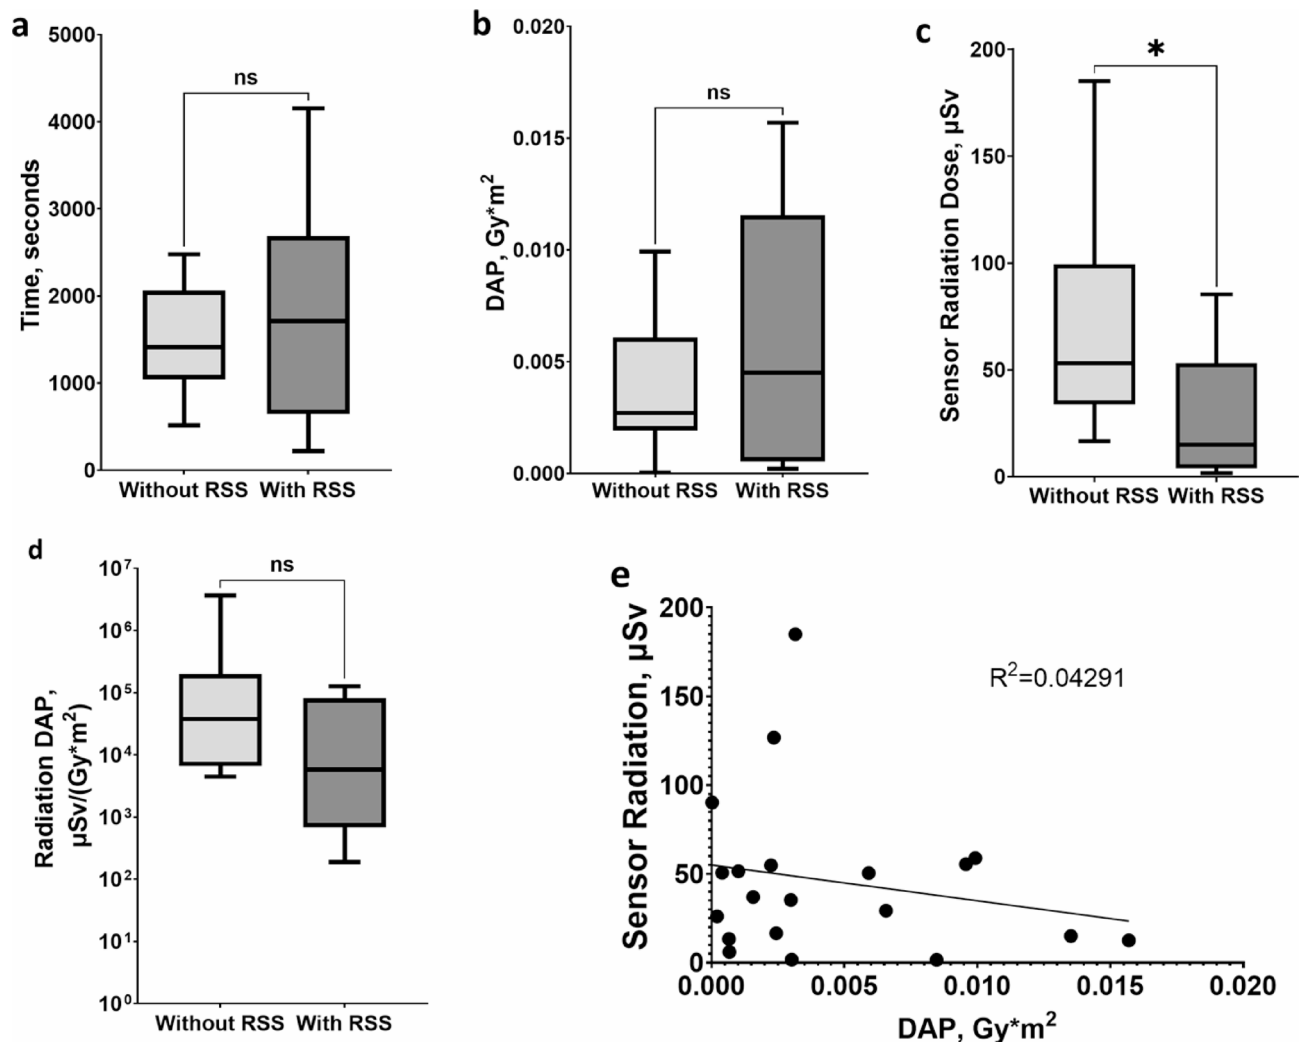 a
5000
4000
3000
2000
1000
0
Time, seconds
ns
Without RSS
With RSS
b
0.020
0.015
0.010
0.005
0.000
DAP, Gy*m²
ns
Without RSS
With RSS
c
200
150
100
50
0
Sensor Radiation Dose, µSv
*
Without RSS
With RSS
d
10⁷
10⁶
10⁵
10⁴
10³
10²
10¹
10⁰
Radiation DAP,
µSv/(Gy*m²)
ns
Without RSS
With RSS
e
200
150
100
50
0
Sensor Radiation, µSv
R²=0.04291
0.000
0.005
0.010
0.015
0.020
DAP, Gy*m²